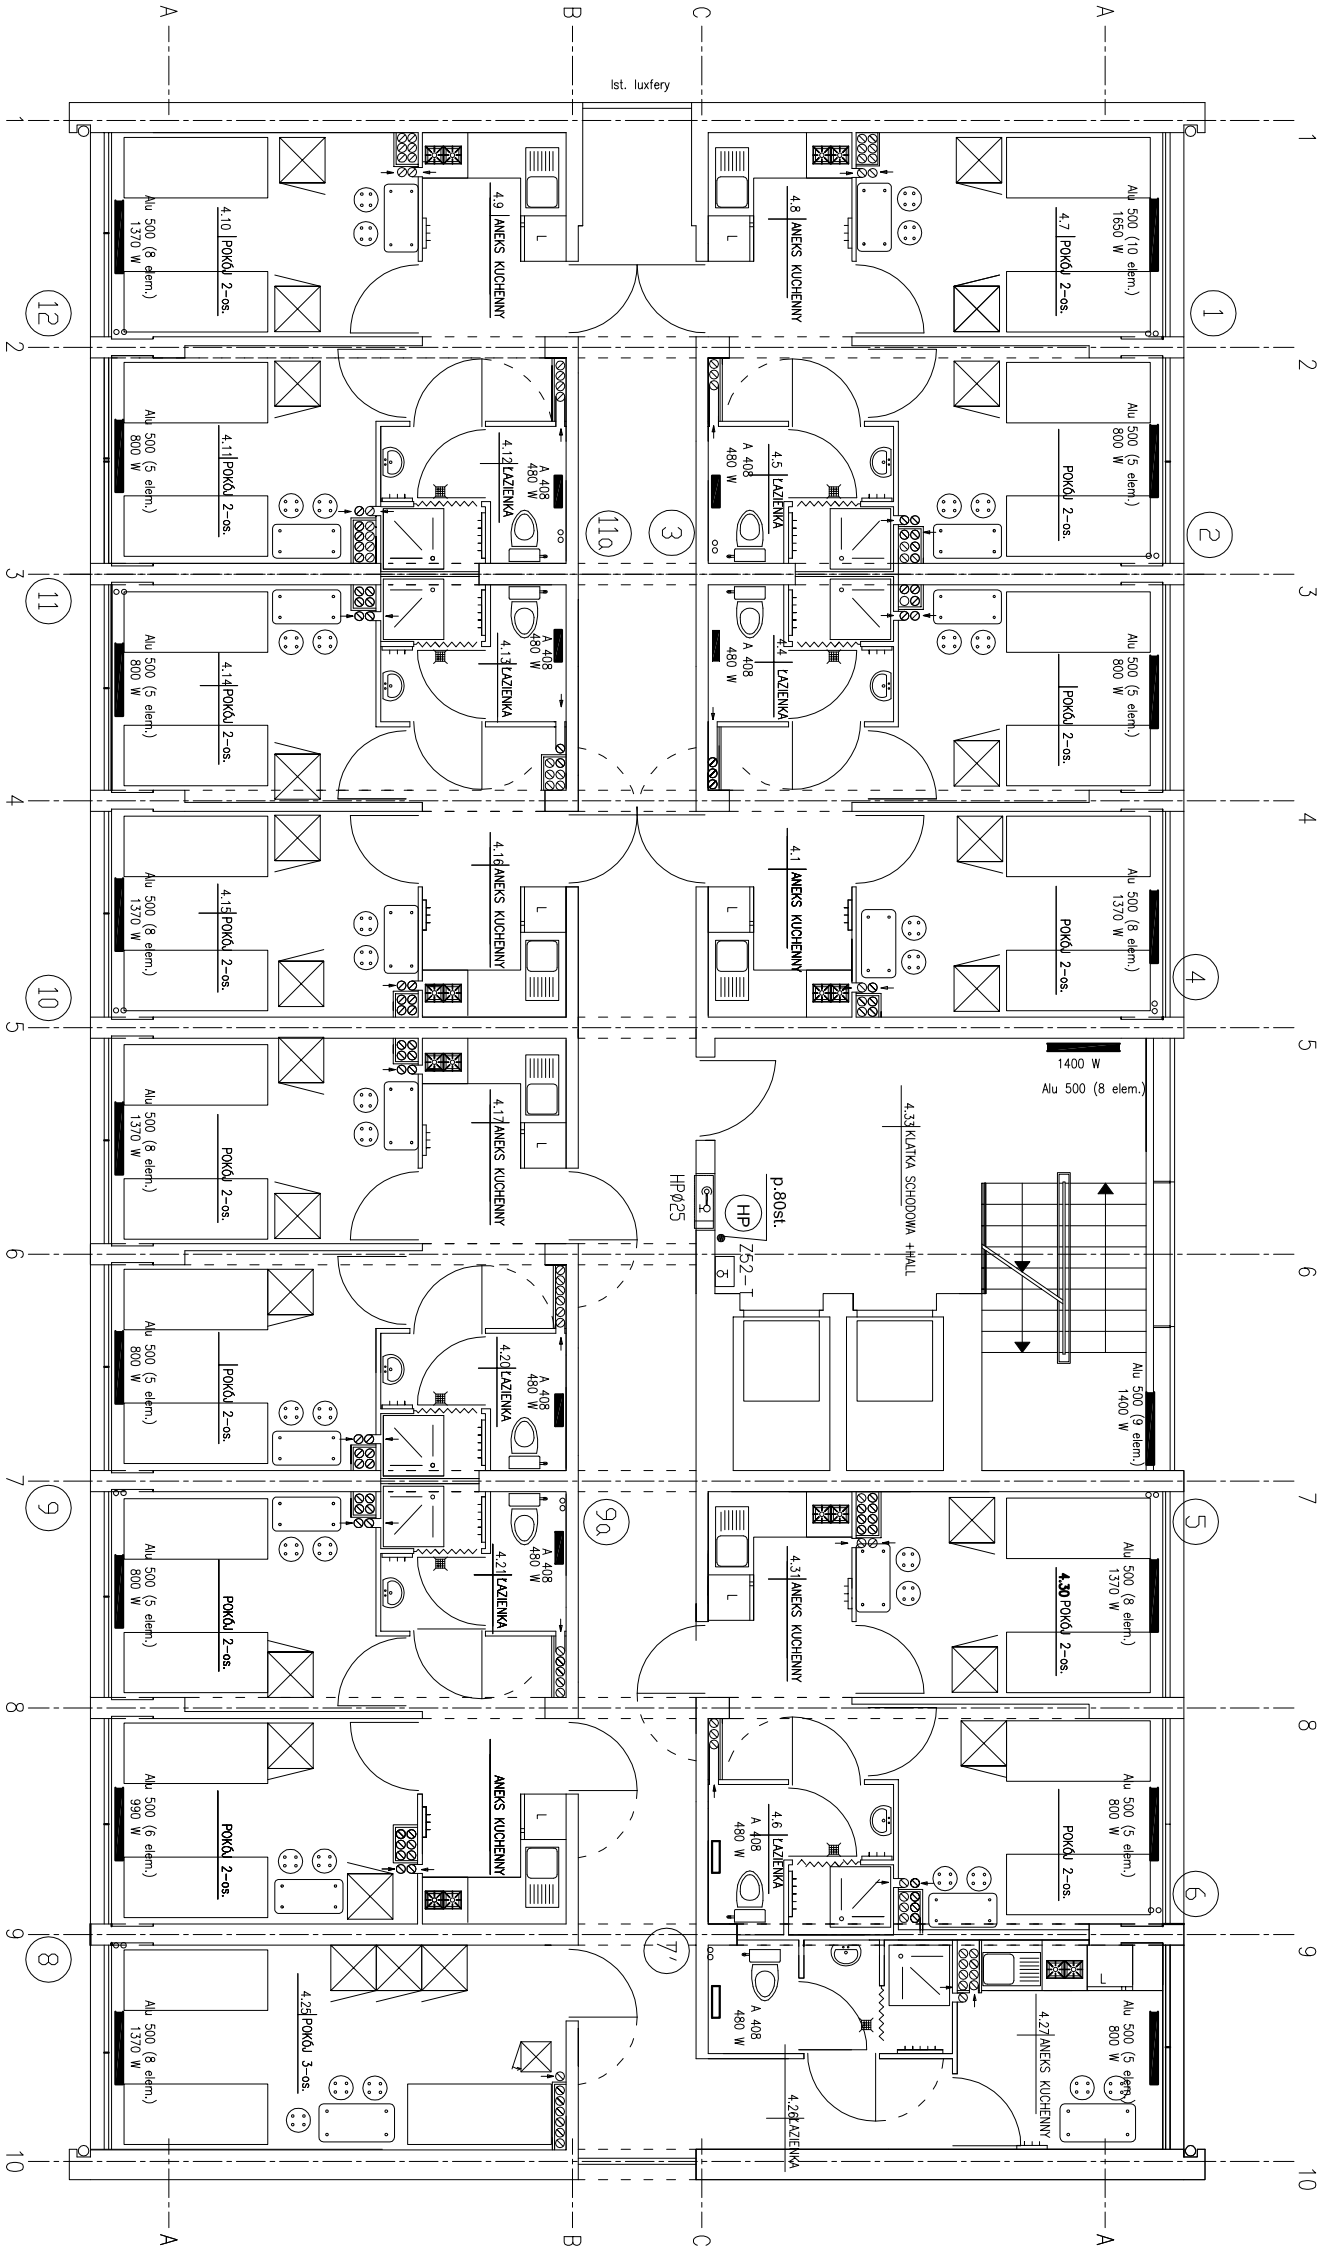 A
B
C
A
Ist. luxfery
1
1
Alu 500 (8 elem.)
1370 W
4.10 POKÓJ 2-os.
4.9 ANEKS KUCHENNY
L
L
4.8 ANEKS KUCHENNY
4.7 POKÓJ 2-os.
Alu 500 (10 elem.)
1650 W
12
1
2
2
Alu 500 (5 elem.)
800 W
4.11 POKÓJ 2-os.
4.12 ŁAZIENKA
A 408
480 W
11a
3
A 408
480 W
4.5 ŁAZIENKA
POKÓJ 2-os.
Alu 500 (5 elem.)
800 W
2
3
3
11
Alu 500 (5 elem.)
800 W
4.14 POKÓJ 2-os.
4.13 ŁAZIENKA
A 408
480 W
A 408
480 W
4.4 ŁAZIENKA
POKÓJ 2-os.
Alu 500 (5 elem.)
800 W
4
4
Alu 500 (8 elem.)
1370 W
4.15 POKÓJ 2-os.
4.16 ANEKS KUCHENNY
L
L
4.1 ANEKS KUCHENNY
POKÓJ 2-os.
Alu 500 (8 elem.)
1370 W
10
4
5
5
Alu 500 (8 elem.)
1370 W
POKÓJ 2-os.
4.17 ANEKS KUCHENNY
L
HPØ25
HP
p.80st.
Z52-T
4.33 KLATKA SCHODOWA +HALL
1400 W
Alu 500 (8 elem.)
6
6
Alu 500 (5 elem.)
800 W
POKÓJ 2-os.
4.20 ŁAZIENKA
A 408
480 W
Alu 500 (9 elem.)
1400 W
7
7
9
9a
5
Alu 500 (5 elem.)
800 W
POKÓJ 2-os.
4.21 ŁAZIENKA
A 408
480 W
L
4.31 ANEKS KUCHENNY
4.30 POKÓJ 2-os.
Alu 500 (8 elem.)
1370 W
8
8
Alu 500 (6 elem.)
990 W
POKÓJ 2-os.
ANEKS KUCHENNY
L
A 408
480 W
4.6 ŁAZIENKA
POKÓJ 2-os.
Alu 500 (5 elem.)
800 W
6
9
9
8
7'
Alu 500 (8 elem.)
1370 W
4.25 POKÓJ 3-os.
A 408
480 W
4.26 ŁAZIENKA
4.27 ANEKS KUCHENNY
L
Alu 500 (5 elem.)
800 W
10
10
A
B
C
A